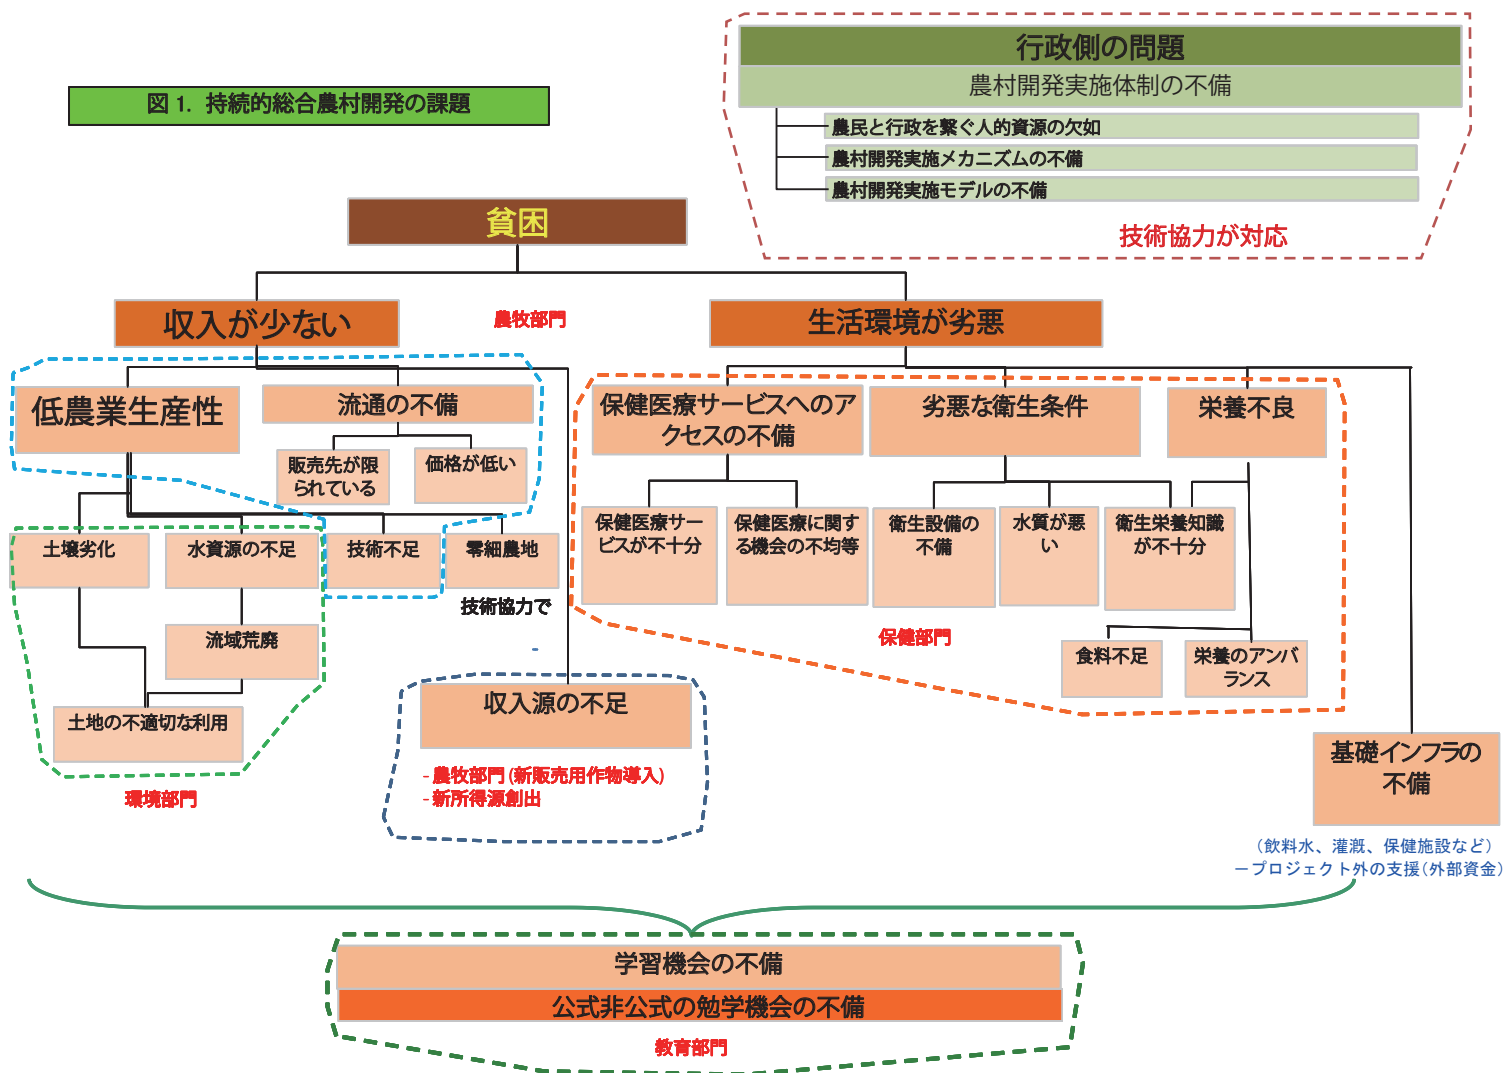 行政側の問題
農村開発実施体制の不備
図 1. 持続的総合農村開発の課題
農民と行政を繋ぐ人的資源の欠如
農村開発実施メカニズムの不備
農村開発実施モデルの不備
技術協力が対応
貧困
収入が少ない
農牧部門
生活環境が劣悪
低農業生産性
流通の不備
保健医療サービスへのア
クセスの不備
劣悪な衛生条件
栄養不良
販売先が限
られている
価格が低い
保健医療サー
ビスが不十分
保健医療に関す
る機会の不均等
衛生設備の
不備
水質が悪
い
衛生栄養知識
が不十分
土壌劣化
水資源の不足
技術不足
零細農地
技術協力で
-
流域荒廃
保健部門
食料不足
栄養のアンバ
ランス
土地の不適切な利用
収入源の不足
基礎インフラの
不備
- 農牧部門 (新販売用作物導入)
- 新所得源創出
環境部門
（飲料水、灌漑、保健施設など）
－プロジェクト外の支援(外部資金)
学習機会の不備
公式非公式の勉学機会の不備
教育部門